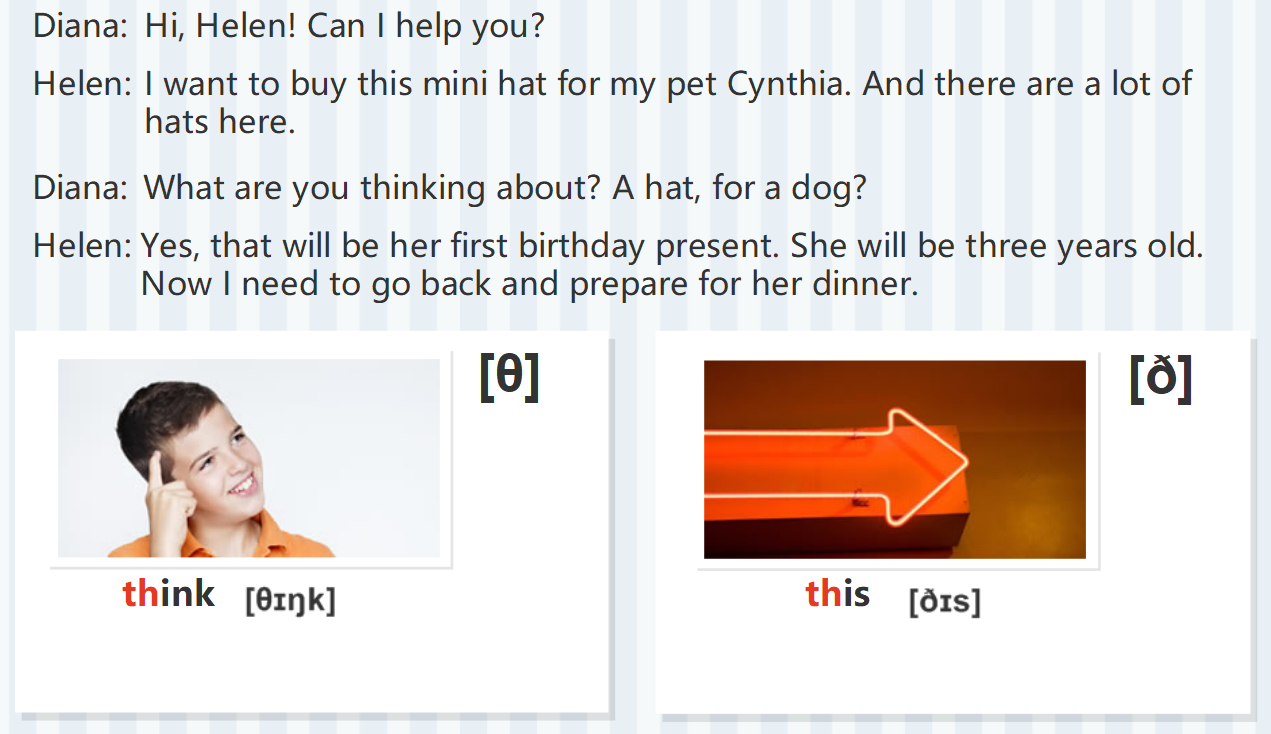 Diana: Hi, Helen! Can I help you?
Helen: I want to buy this mini hat for my pet Cynthia. And there are a lot of
hats here.
Diana: What are you thinking about? A hat, for a dog?
Helen: Yes, that will be her first birthday present. She will be three years old.
Now I need to go back and prepare for her dinner.
[θ]
think [θɪŋk]
[ð]
this [ðɪs]